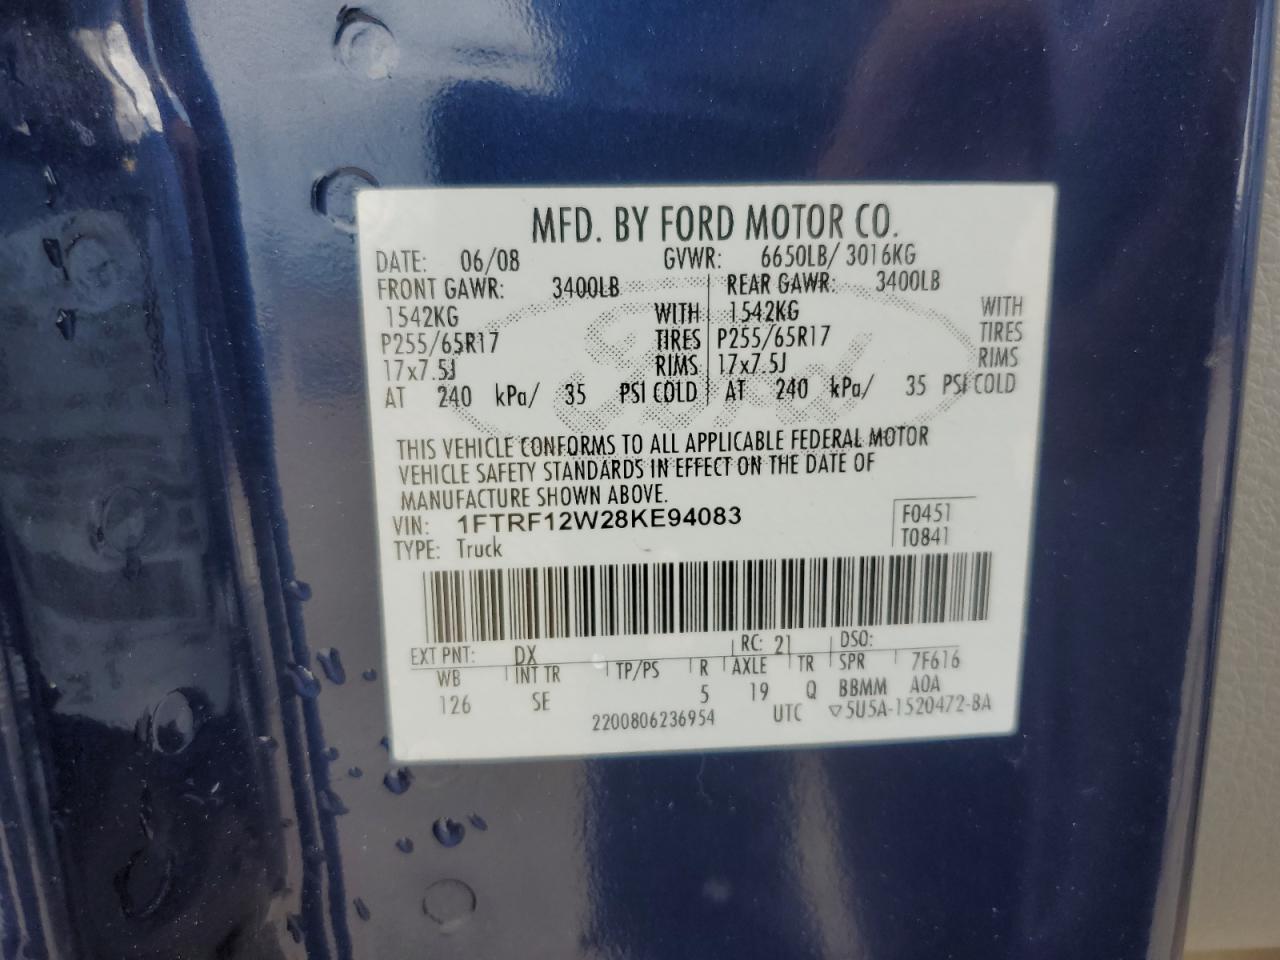 MFD. BY FORD MOTOR CO.
DATE: 06/08 GVWR: 6650LB/ 3016KG
FRONT GAWR: 3400LB REAR GAWR: 3400LB
1542KG WITH 1542KG WITH
P255/65R17 TIRES P255/65R17 TIRES
17x7.5J RIMS 17x7.5J RIMS
AT 240 kPa/ 35 PSI COLD AT 240 kPa/ 35 PSI COLD
THIS VEHICLE CONFORMS TO ALL APPLICABLE FEDERAL MOTOR
VEHICLE SAFETY STANDARDS IN EFFECT ON THE DATE OF
MANUFACTURE SHOWN ABOVE.
VIN: 1FTRF12W28KE94083 F0451
TYPE: Truck T0841
EXT PNT: DX RC: 21 DSO:
WB INT TR TP/PS R AXLE TR SPR 7F616
126 SE 5 19 Q BBMM A0A
2200806236954 UTC ▽5U5A-1520472-BA